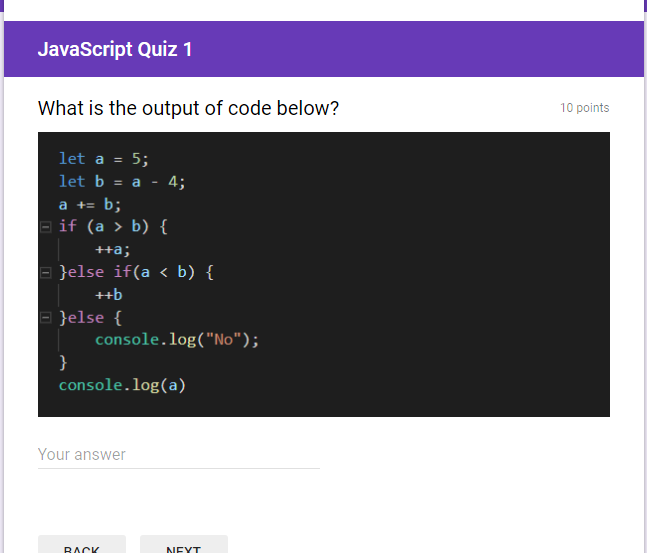 JavaScript Quiz 1
What is the output of code below?
10 points
let a = 5;
let b = a - 4;
a += b;
if (a > b) {
++a;
}else if(a < b) {
++b
}else {
console.log("No");
}
console.log(a)
Your answer
BACK
NEXT